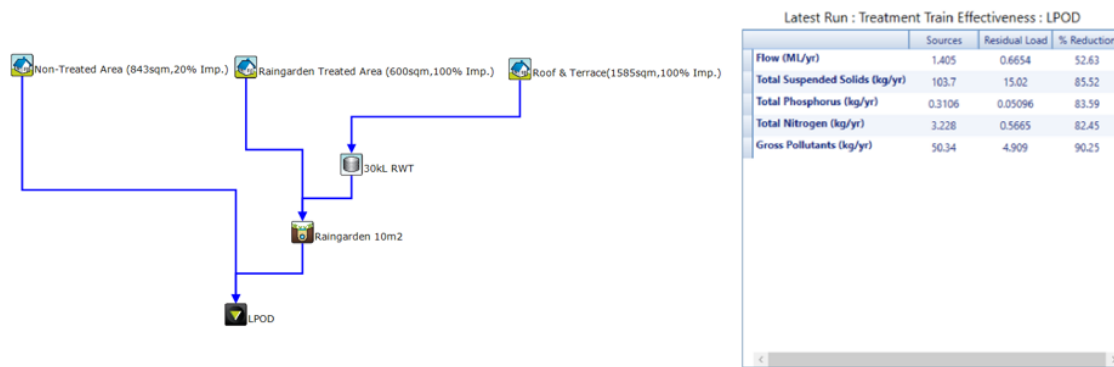 Latest Run : Treatment Train Effectiveness : LPOD
Non-Treated Area (843sqm,20% Imp.)
Raingarden Treated Area (600sqm,100% Imp.)
Roof & Terrace(1585sqm,100% Imp.)
30kL RWT
Raingarden 10m2
LPOD
Sources Residual Load % Reduction
Flow (ML/yr) 1.405 0.6654 52.63
Total Suspended Solids (kg/yr) 103.7 15.02 85.52
Total Phosphorus (kg/yr) 0.3106 0.05096 83.59
Total Nitrogen (kg/yr) 3.228 0.5665 82.45
Gross Pollutants (kg/yr) 50.34 4.909 90.25